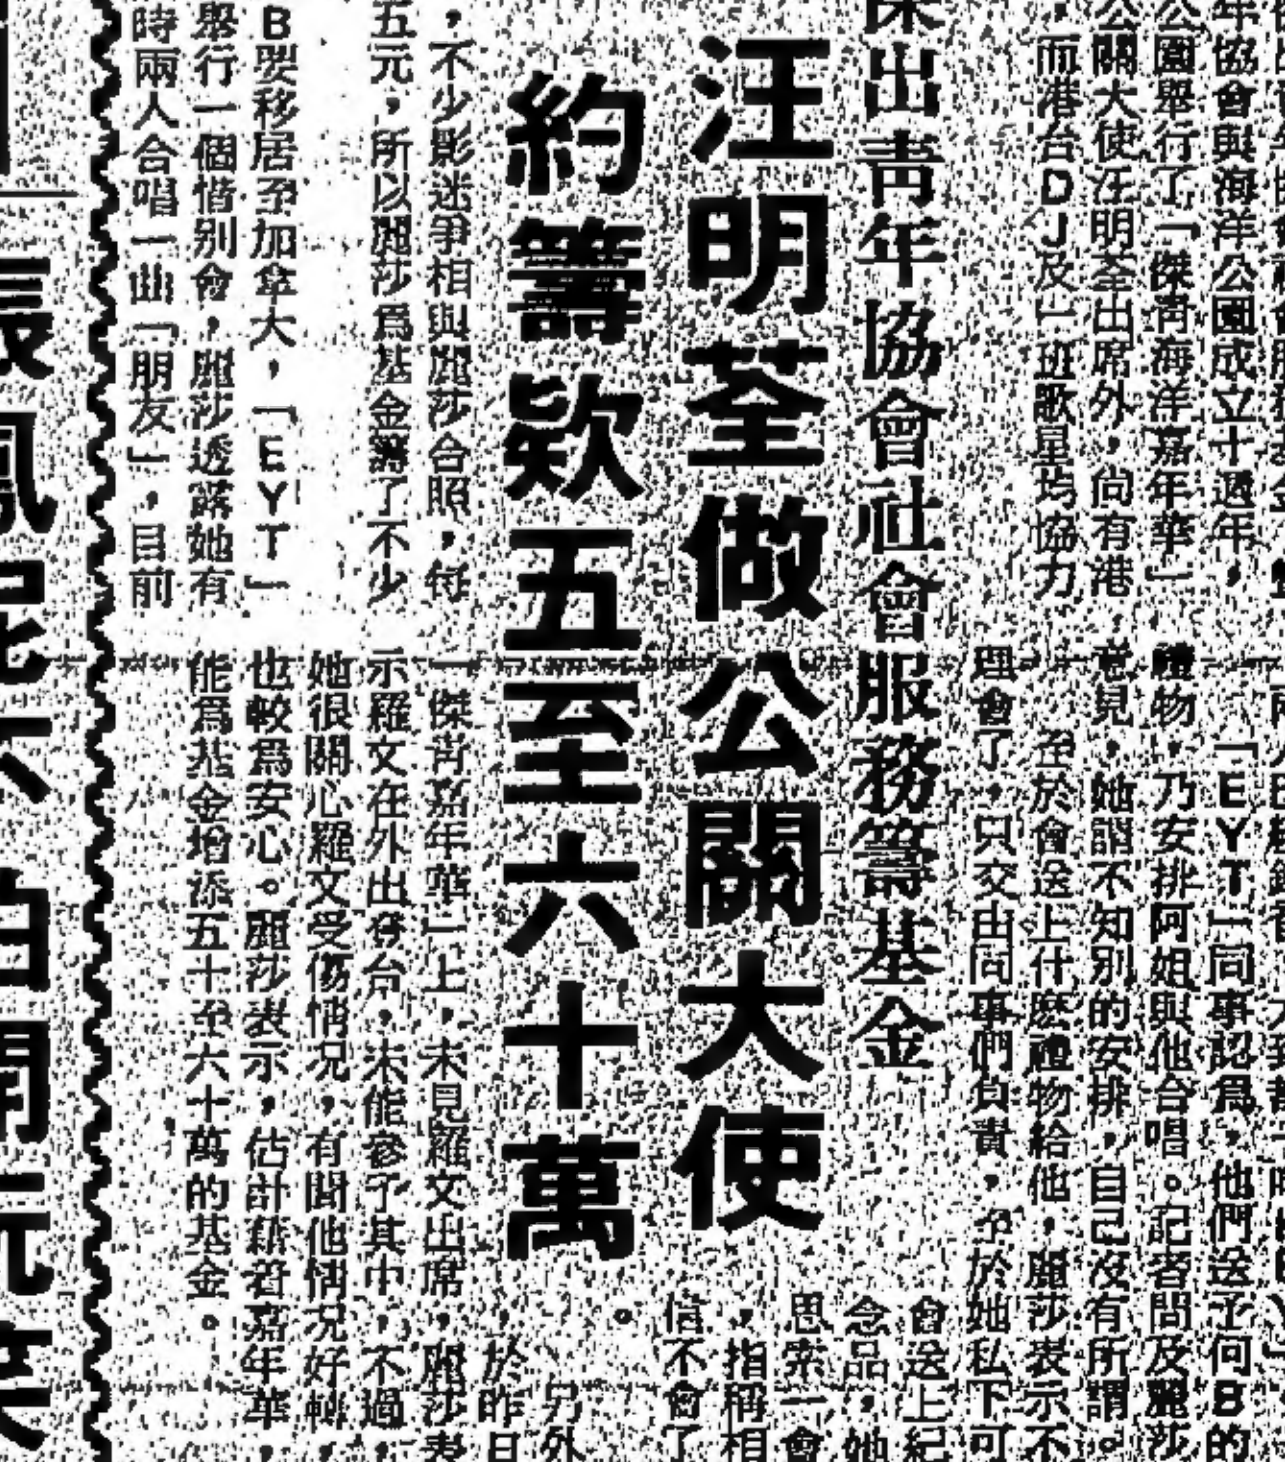 年協會與海洋公園成立十週年，
公園舉行了「傑青海洋嘉年華」
公關大使汪明荃出席外，尚有港
而港台DJ及一班歌星均協力
傑出青年協會社會服務籌基金
汪明荃做公關大使
約籌欵五至六十萬
，不少影迷爭相與麗莎合照，每
五元，所以麗莎為基金籌了不少
B要移居至加拿大，「EYT」
舉行一個惜别會，麗莎透露她有
時兩人合唱一曲「朋友」，目前
「EYT」同事認為，他們送予何B的
禮物，乃安排阿姐與他合唱。記者問及麗莎
意見，她謂不知別的安排，自己沒有所謂。
至於會送上什麽禮物給他，麗莎表示不
理會了，只交由同事們負責，至於她私下可
會送上紀
念品，她
思索一會
，指稱相
信不會了
。
另外
於昨日
「傑青嘉年華」上，未見羅文出席，麗莎表
示羅文在外出登台，未能參予其中，不過，
她很關心羅文受傷情况，有聞他情况好轉，
也較為安心。麗莎表示，估計藉着嘉年華，
能為基金增添五十至六十萬的基金。